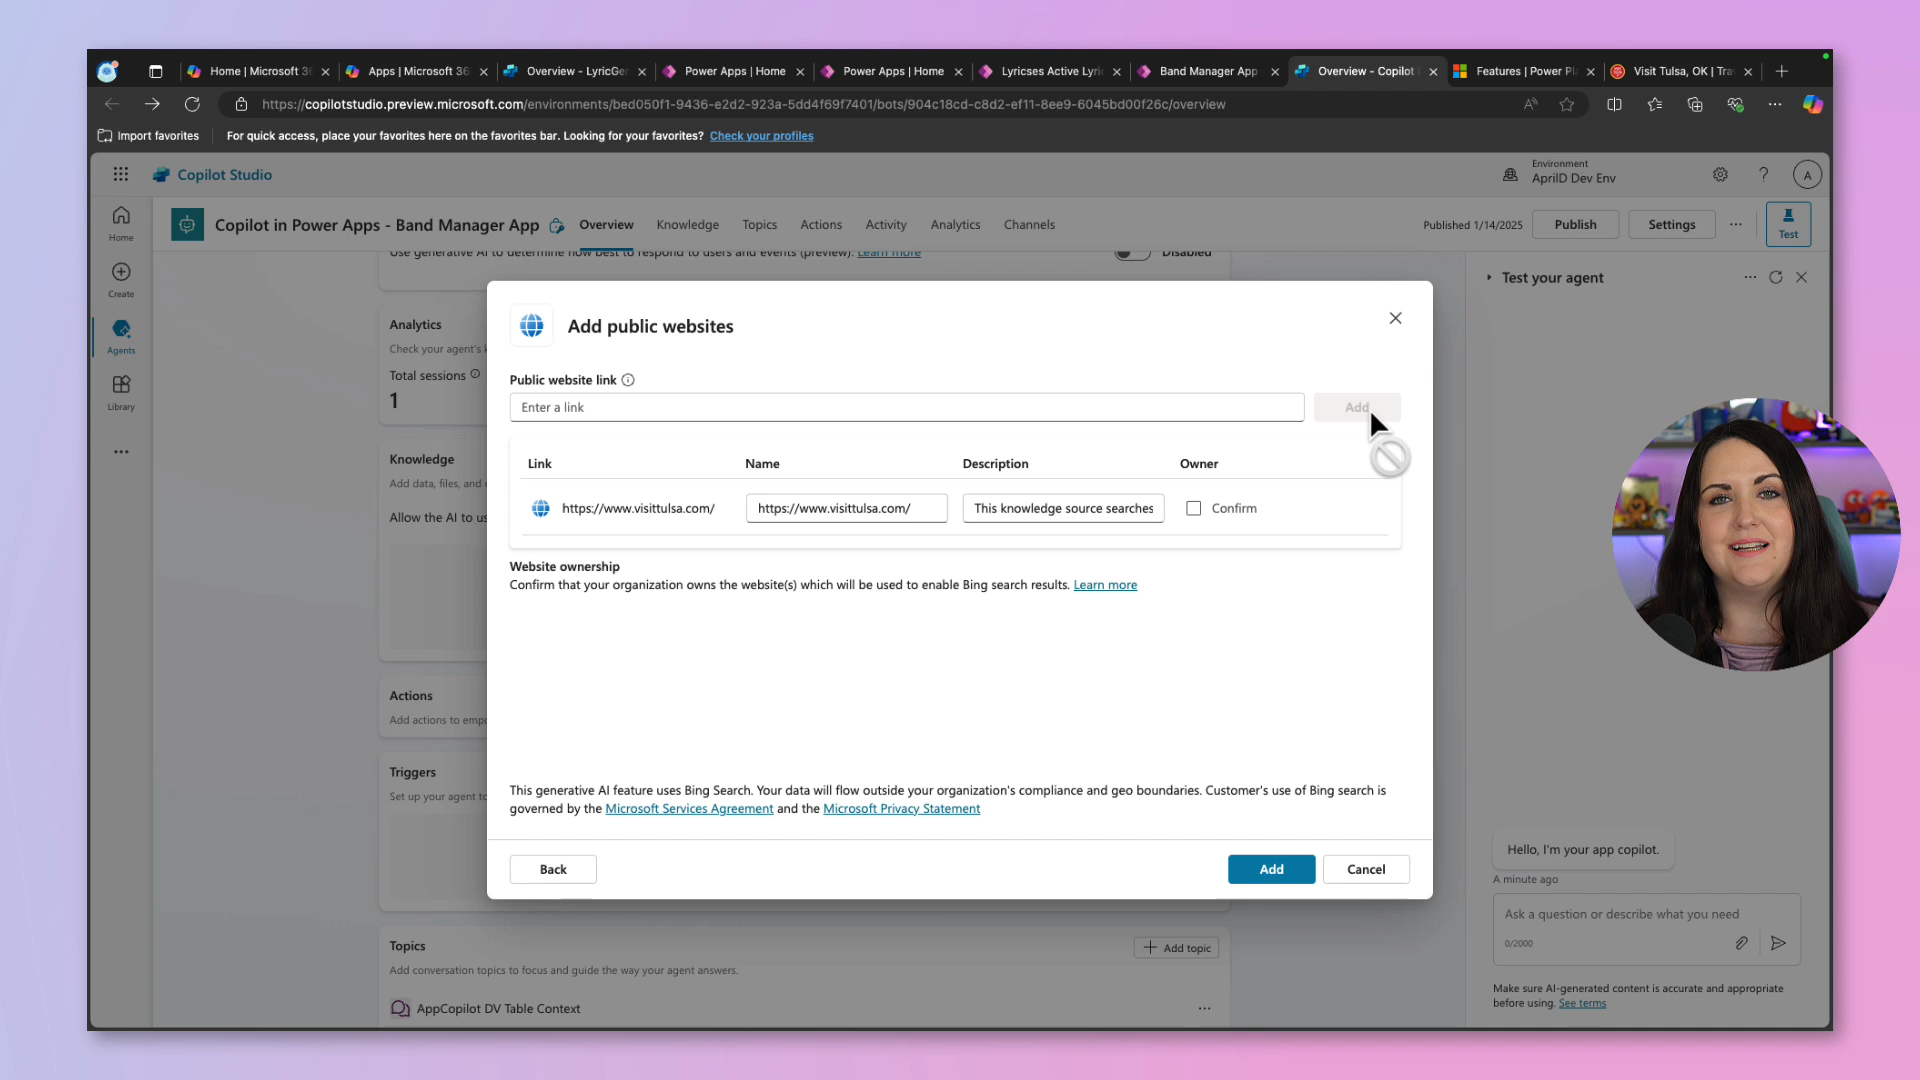 Home | Microsoft 36
Apps | Microsoft 36
Overview - LyricGe
Power Apps | Home
Power Apps | Home
Lyricses Active Lyric
Band Manager App
Overview - Copilot
Features | Power Pl
Visit Tulsa, OK | Tra
https://copilotstudio.preview.microsoft.com/environments/bed050f1-9436-e2d2-923a-5dd4f69f7401/bots/904c18cd-c8d2-ef11-8ee9-6045bd00f26c/overview
Import favorites
For quick access, place your favorites here on the favorites bar. Looking for your favorites? Check your profiles
Copilot Studio
Environment
AprilD Dev Env
A
Home
Create
Agents
Library
Copilot in Power Apps - Band Manager App
Overview
Knowledge
Topics
Actions
Activity
Analytics
Channels
Published 1/14/2025
Publish
Settings
Test
Use generative AI to determine how best to respond to users and events (preview). Learn more
Disabled
Analytics
Check your agent's k
Total sessions
1
Knowledge
Add data, files, and e
Allow the AI to us
Actions
Add actions to empo
Triggers
Set up your agent to
Topics
Add topic
Add conversation topics to focus and guide the way your agent answers.
AppCopilot DV Table Context
Add public websites
Public website link
Enter a link
Add
Link
Name
Description
Owner
https://www.visittulsa.com/
https://www.visittulsa.com/
This knowledge source searches
Confirm
Website ownership
Confirm that your organization owns the website(s) which will be used to enable Bing search results. Learn more
This generative AI feature uses Bing Search. Your data will flow outside your organization's compliance and geo boundaries. Customer's use of Bing search is
governed by the Microsoft Services Agreement and the Microsoft Privacy Statement
Back
Add
Cancel
Test your agent
Hello, I'm your app copilot.
A minute ago
Ask a question or describe what you need
0/2000
Make sure AI-generated content is accurate and appropriate
before using. See terms